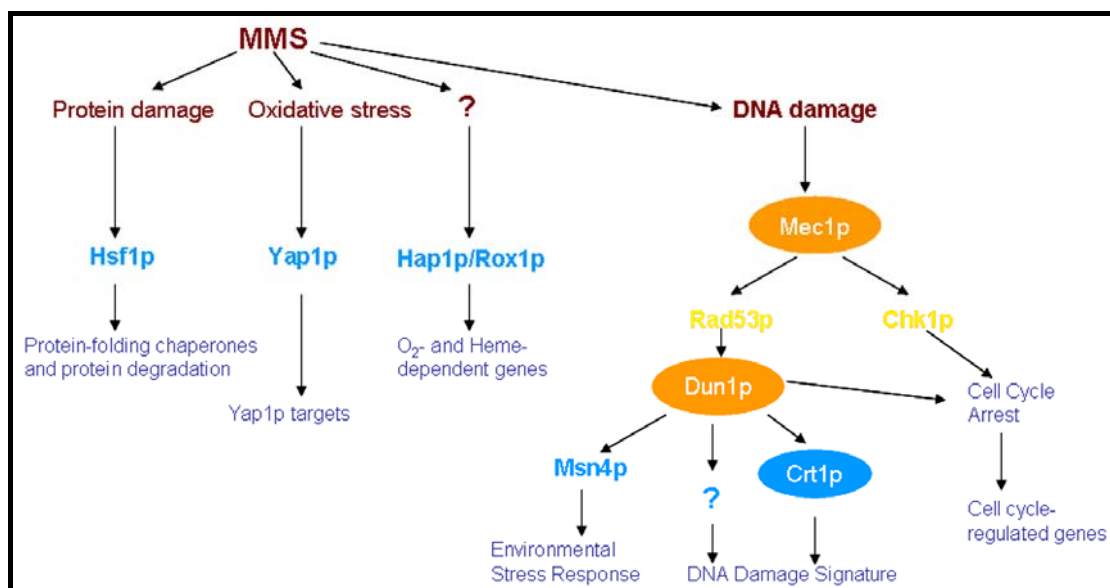 MMS
Protein damage
Oxidative stress
?
DNA damage
Mec1p
Hsf1p
Yap1p
Hap1p/Rox1p
Rad53p
Chk1p
Protein-folding chaperones
and protein degradation
O₂- and Heme-
dependent genes
Dun1p
Yap1p targets
Cell Cycle
Arrest
Msn4p
?
Crt1p
Cell cycle-
regulated genes
Environmental
Stress Response
DNA Damage Signature